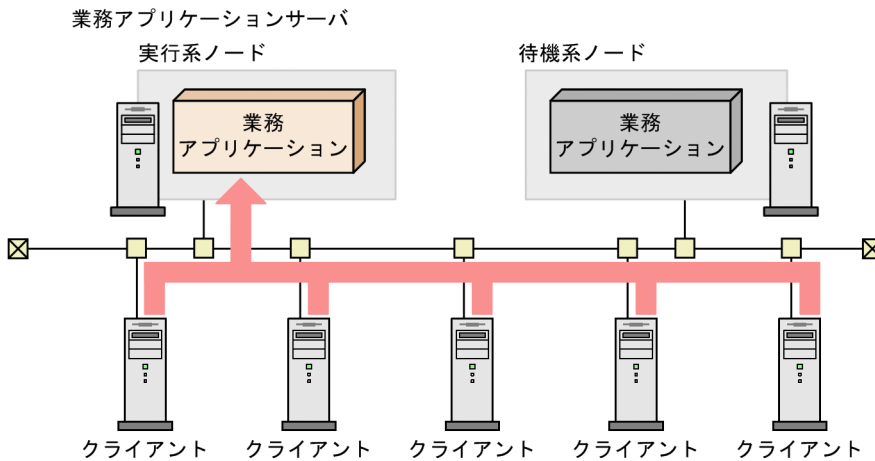 業務アプリケーションサーバ
実行系ノード
待機系ノード
業務
アプリケーション
業務
アプリケーション
クライアント
クライアント
クライアント
クライアント
クライアント